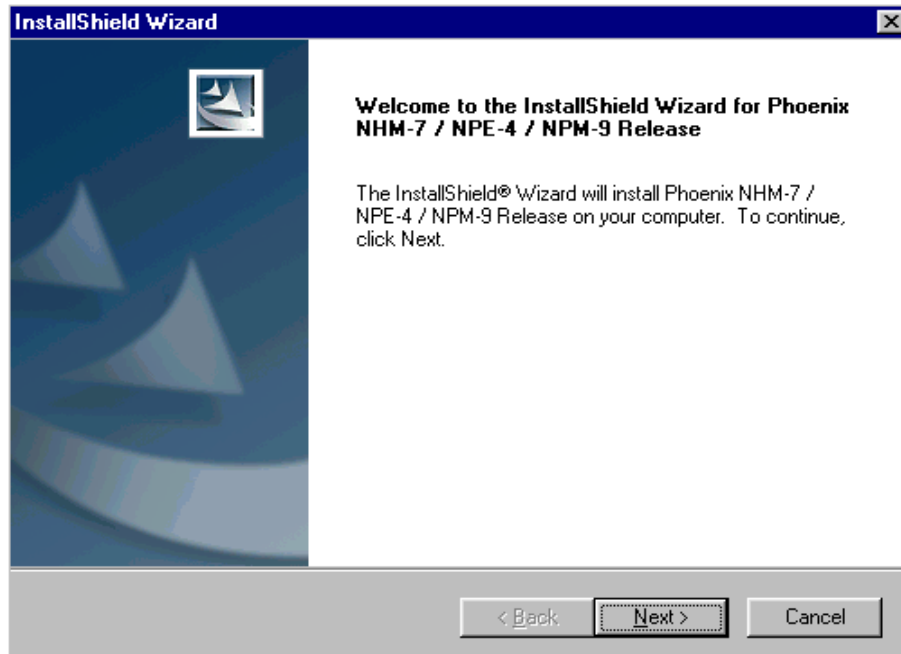 InstallShield Wizard
Welcome to the InstallShield Wizard for Phoenix
NHM-7 / NPE-4 / NPM-9 Release
The InstallShield® Wizard will install Phoenix NHM-7 /
NPE-4 / NPM-9 Release on your computer.  To continue,
click Next.
< Back
Next >
Cancel